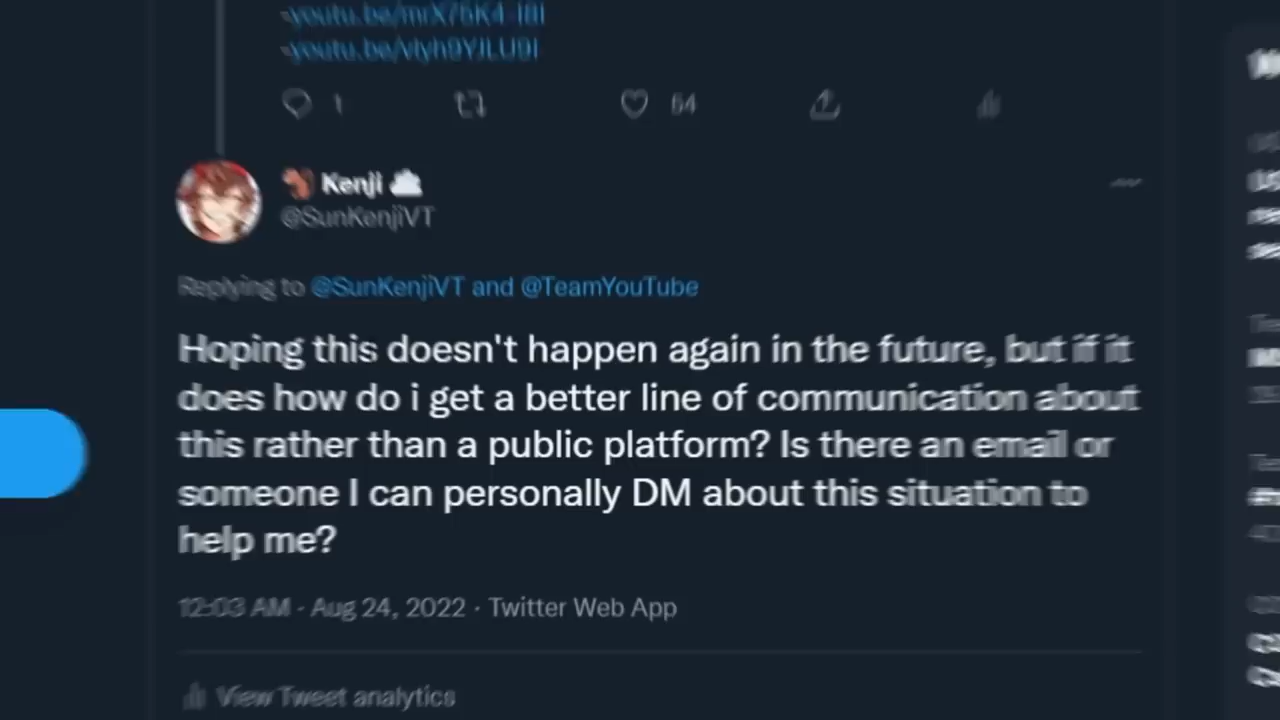 1 64
Kenji
@SunKenjiVT
Replying to @SunKenjiVT and @TeamYouTube
Hoping this doesn't happen again in the future, but if it
does how do i get a better line of communication about
this rather than a public platform? Is there an email or
someone I can personally DM about this situation to
help me?
12:03 AM · Aug 24, 2022 · Twitter Web App
View Tweet analytics